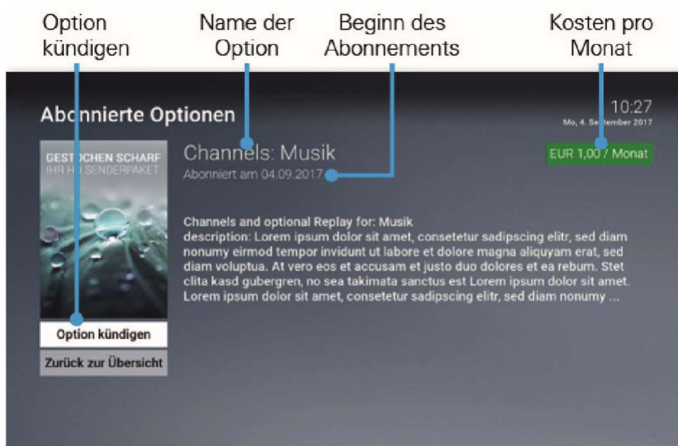 Option
kündigen
Name der
Option
Beginn des
Abonnements
Kosten pro
Monat
Abonnierte Optionen
10:27
Mo, 4. September 2017
GESTOCHEN SCHARF
IHR HD SENDERPAKET
Channels: Musik
Abonniert am 04.09.2017
EUR 1,00 / Monat
Channels and optional Replay for: Musik
description: Lorem ipsum dolor sit amet, consetetur sadipscing elitr, sed diam
nonumy eirmod tempor invidunt ut labore et dolore magna aliquyam erat, sed
diam voluptua. At vero eos et accusam et justo duo dolores et ea rebum. Stet
clita kasd gubergren, no sea takimata sanctus est Lorem ipsum dolor sit amet.
Lorem ipsum dolor sit amet, consetetur sadipscing elitr, sed diam nonumy ...
Option kündigen
Zurück zur Übersicht